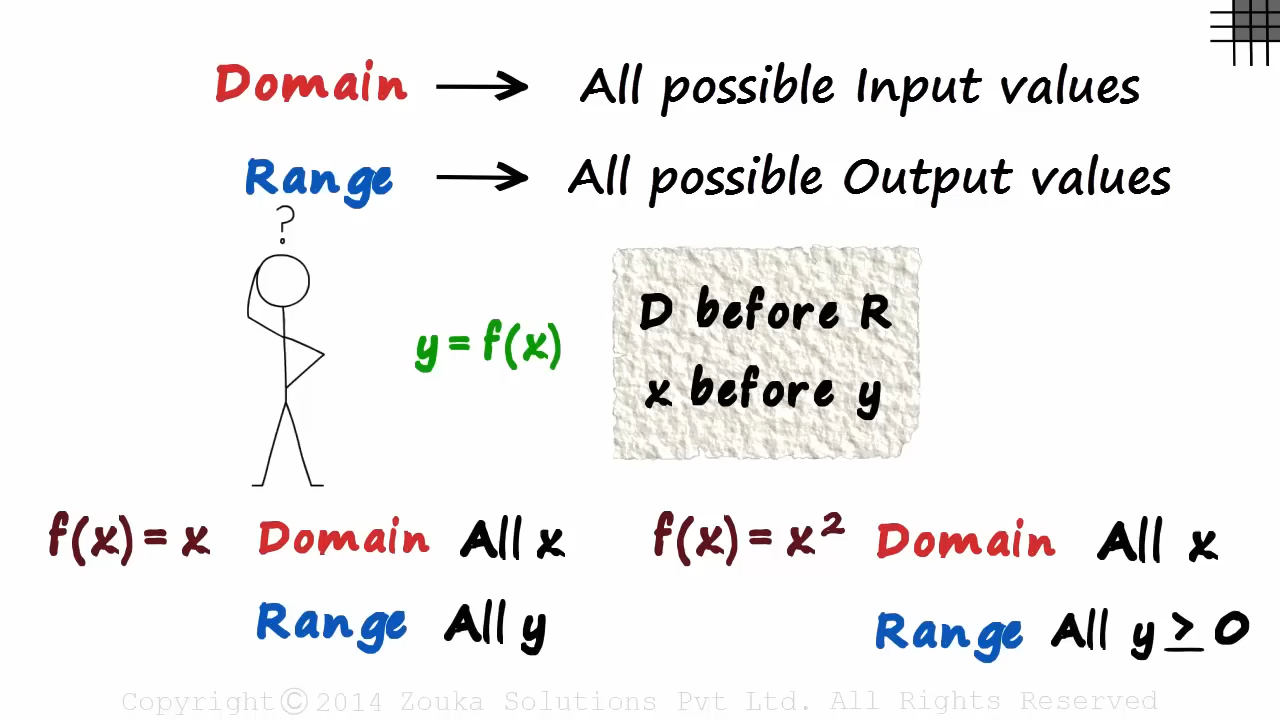 Domain → All possible Input values
Range → All possible Output values
?
y = f(x)
D before R
x before y
f(x) = x Domain All x
Range All y
f(x) = x² Domain All x
Range All y ≥ 0
Copyright© 2014 Zouka Solutions Pvt Ltd. All Rights Reserved